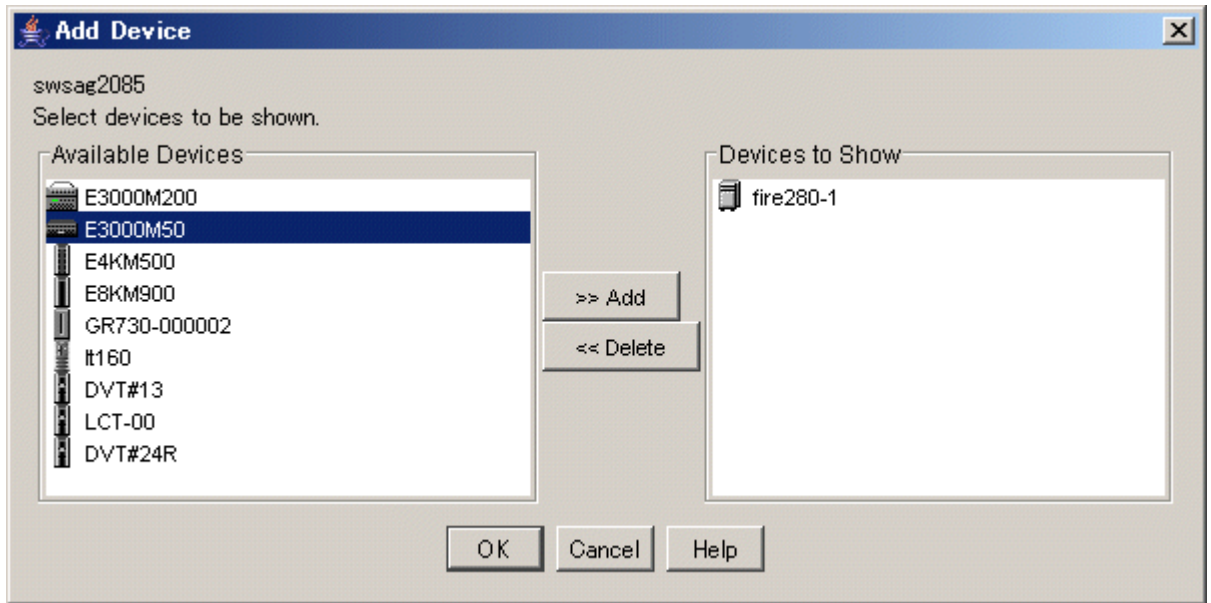 Add Device
swsag2085
Select devices to be shown.
Available Devices
E3000M200
E3000M50
E4KM500
E8KM900
GR730-000002
lt160
DVT#13
LCT-00
DVT#24R
>> Add
<< Delete
Devices to Show
fire280-1
OK
Cancel
Help